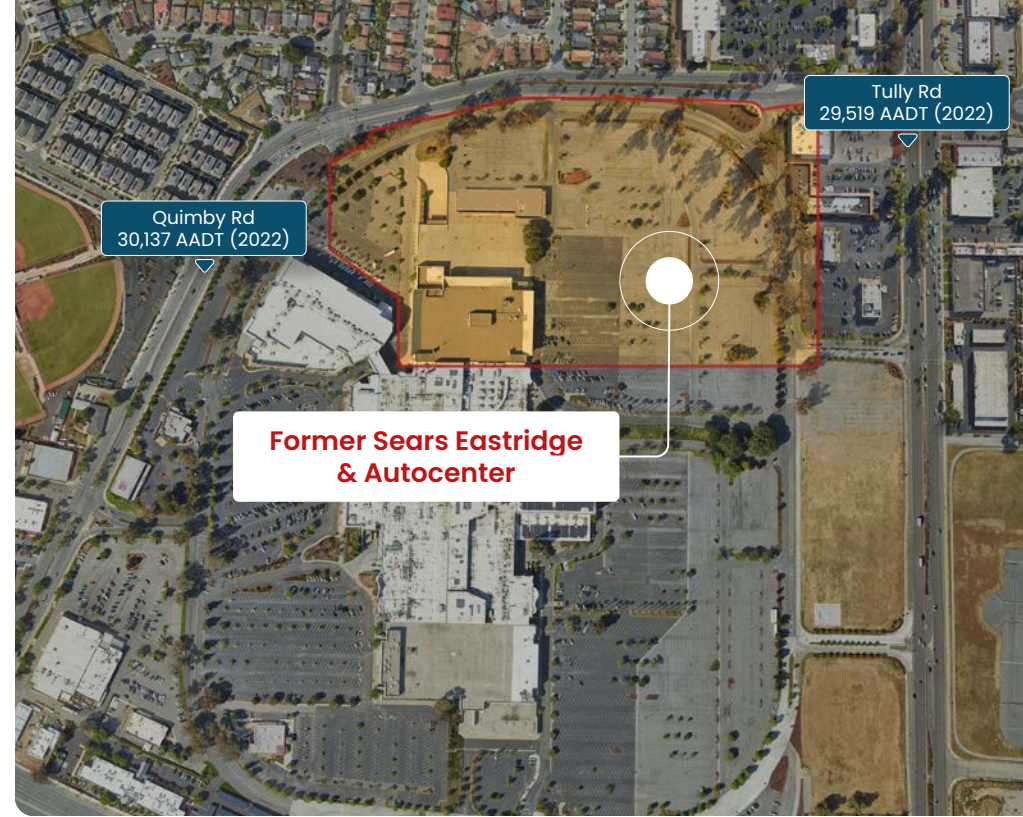 Tully Rd
29,519 AADT (2022)
Quimby Rd
30,137 AADT (2022)
Former Sears Eastridge
& Autocenter